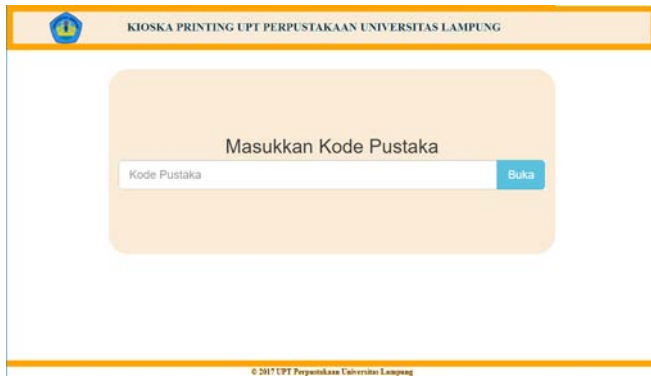 KIOSKA PRINTING UPT PERPUSTAKAAN UNIVERSITAS LAMPUNG
Masukkan Kode Pustaka
Kode Pustaka
Buka
© 2017 UPT Perpustakaan Universitas Lampung